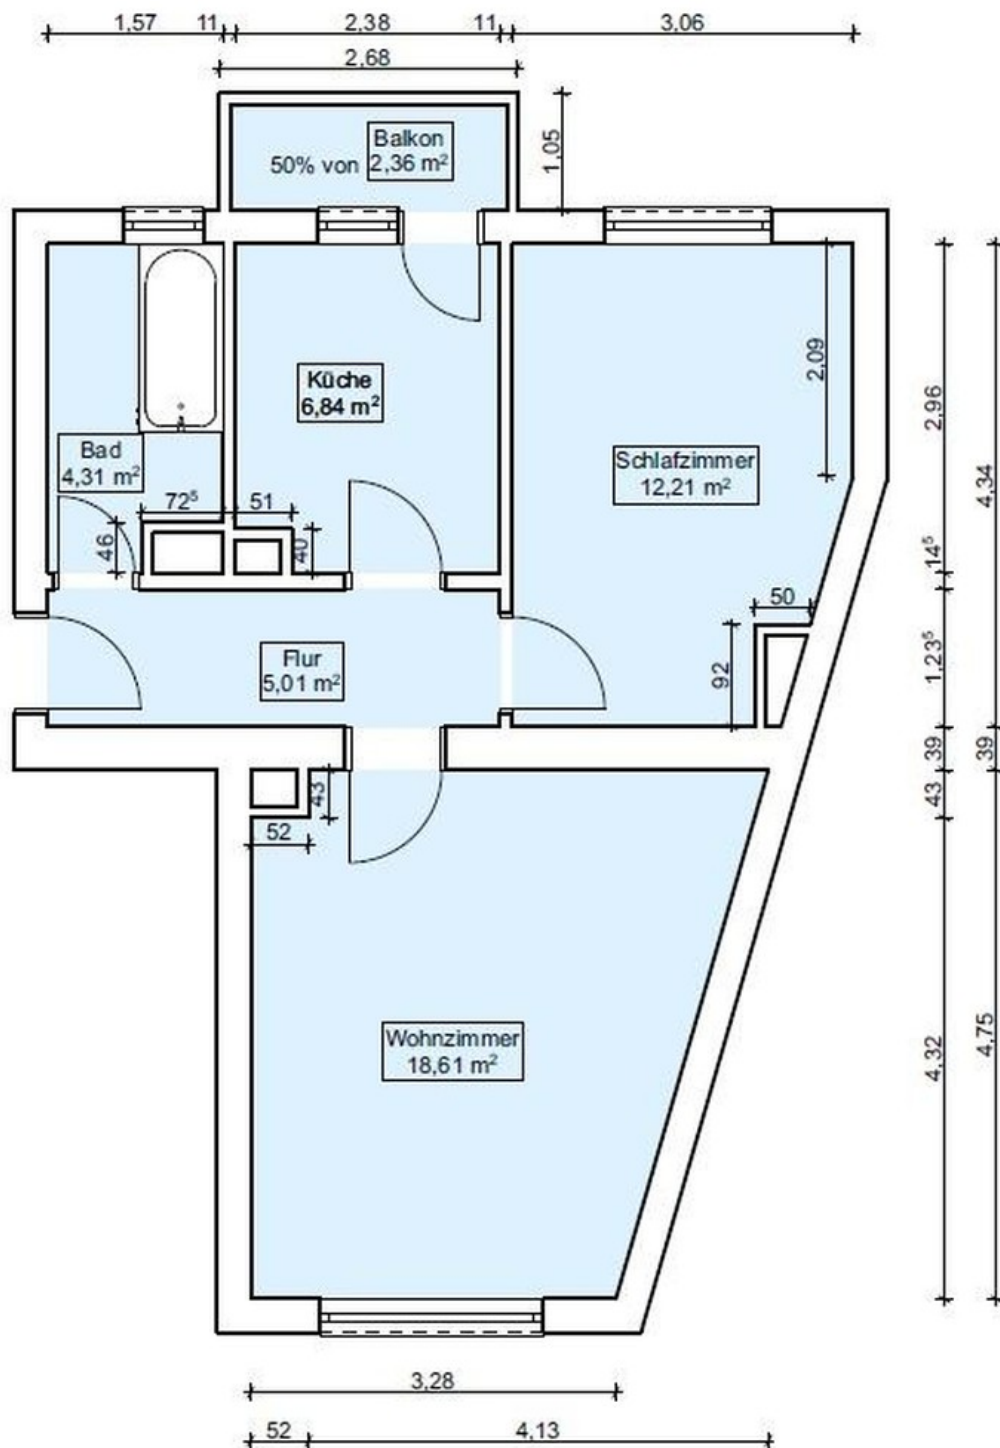 1,57 11 2,38 11 3,06
2,68
Balkon
50% von 2,36 m²
1,05
Küche
6,84 m²
2,09
2,96
Bad
4,31 m²
Schlafzimmer
12,21 m²
4,34
72⁵ 51
46
40
14⁵
50
Flur
5,01 m²
92
1,23⁵
39
39
43
43
52
Wohnzimmer
18,61 m²
4,32
4,75
3,28
52 4,13